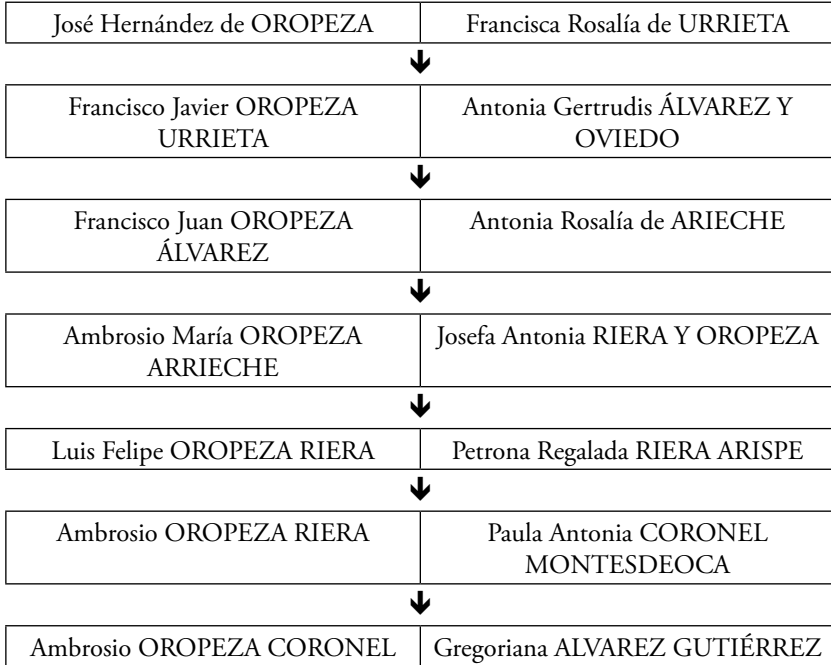 José Hernández de OROPEZA
Francisca Rosalía de URRIETA
Francisco Javier OROPEZA
URRIETA
Antonia Gertrudis ÁLVAREZ Y
OVIEDO
Francisco Juan OROPEZA
ÁLVAREZ
Antonia Rosalía de ARIECHE
Ambrosio María OROPEZA
ARRIECHE
Josefa Antonia RIERA Y OROPEZA
Luis Felipe OROPEZA RIERA
Petrona Regalada RIERA ARISPE
Ambrosio OROPEZA RIERA
Paula Antonia CORONEL
MONTESDEOCA
Ambrosio OROPEZA CORONEL
Gregoriana ALVAREZ GUTIÉRREZ